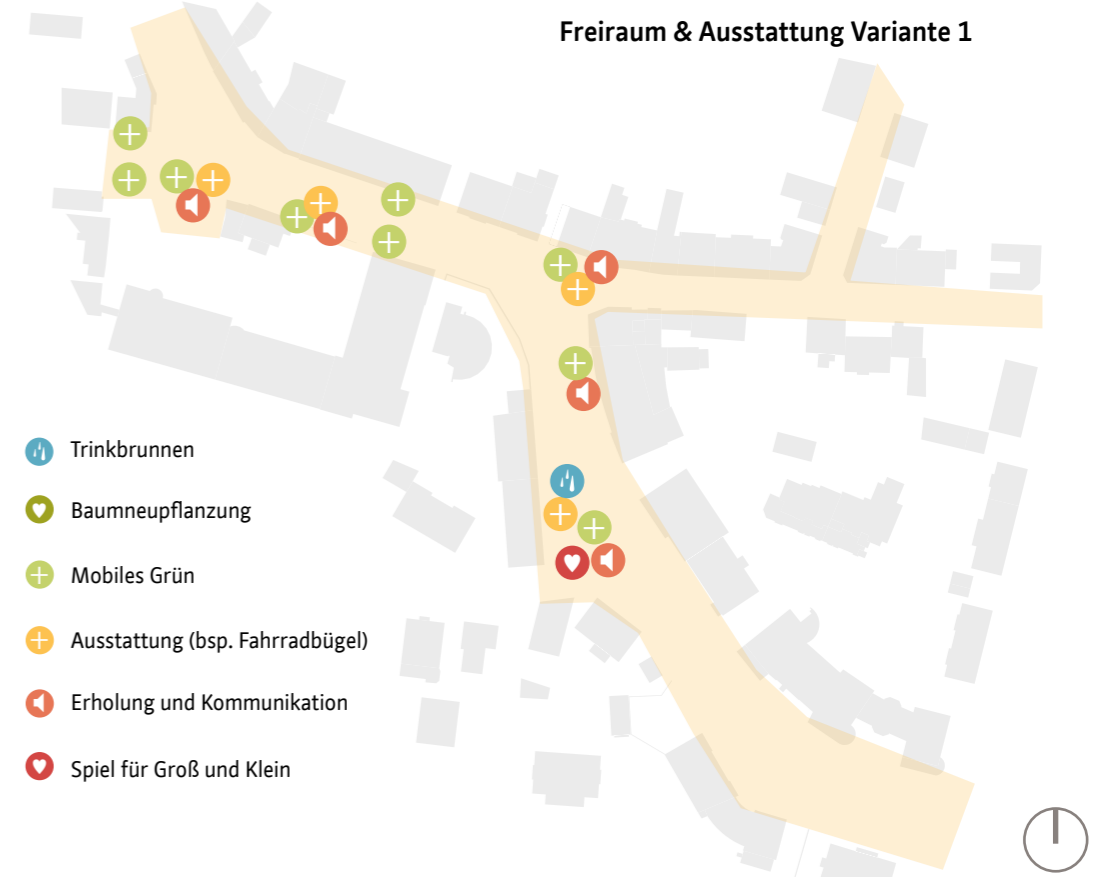 Freiraum & Ausstattung Variante 1
Trinkbrunnen
Baumneupflanzung
Mobiles Grün
Ausstattung (bsp. Fahrradbügel)
Erholung und Kommunikation
Spiel für Groß und Klein